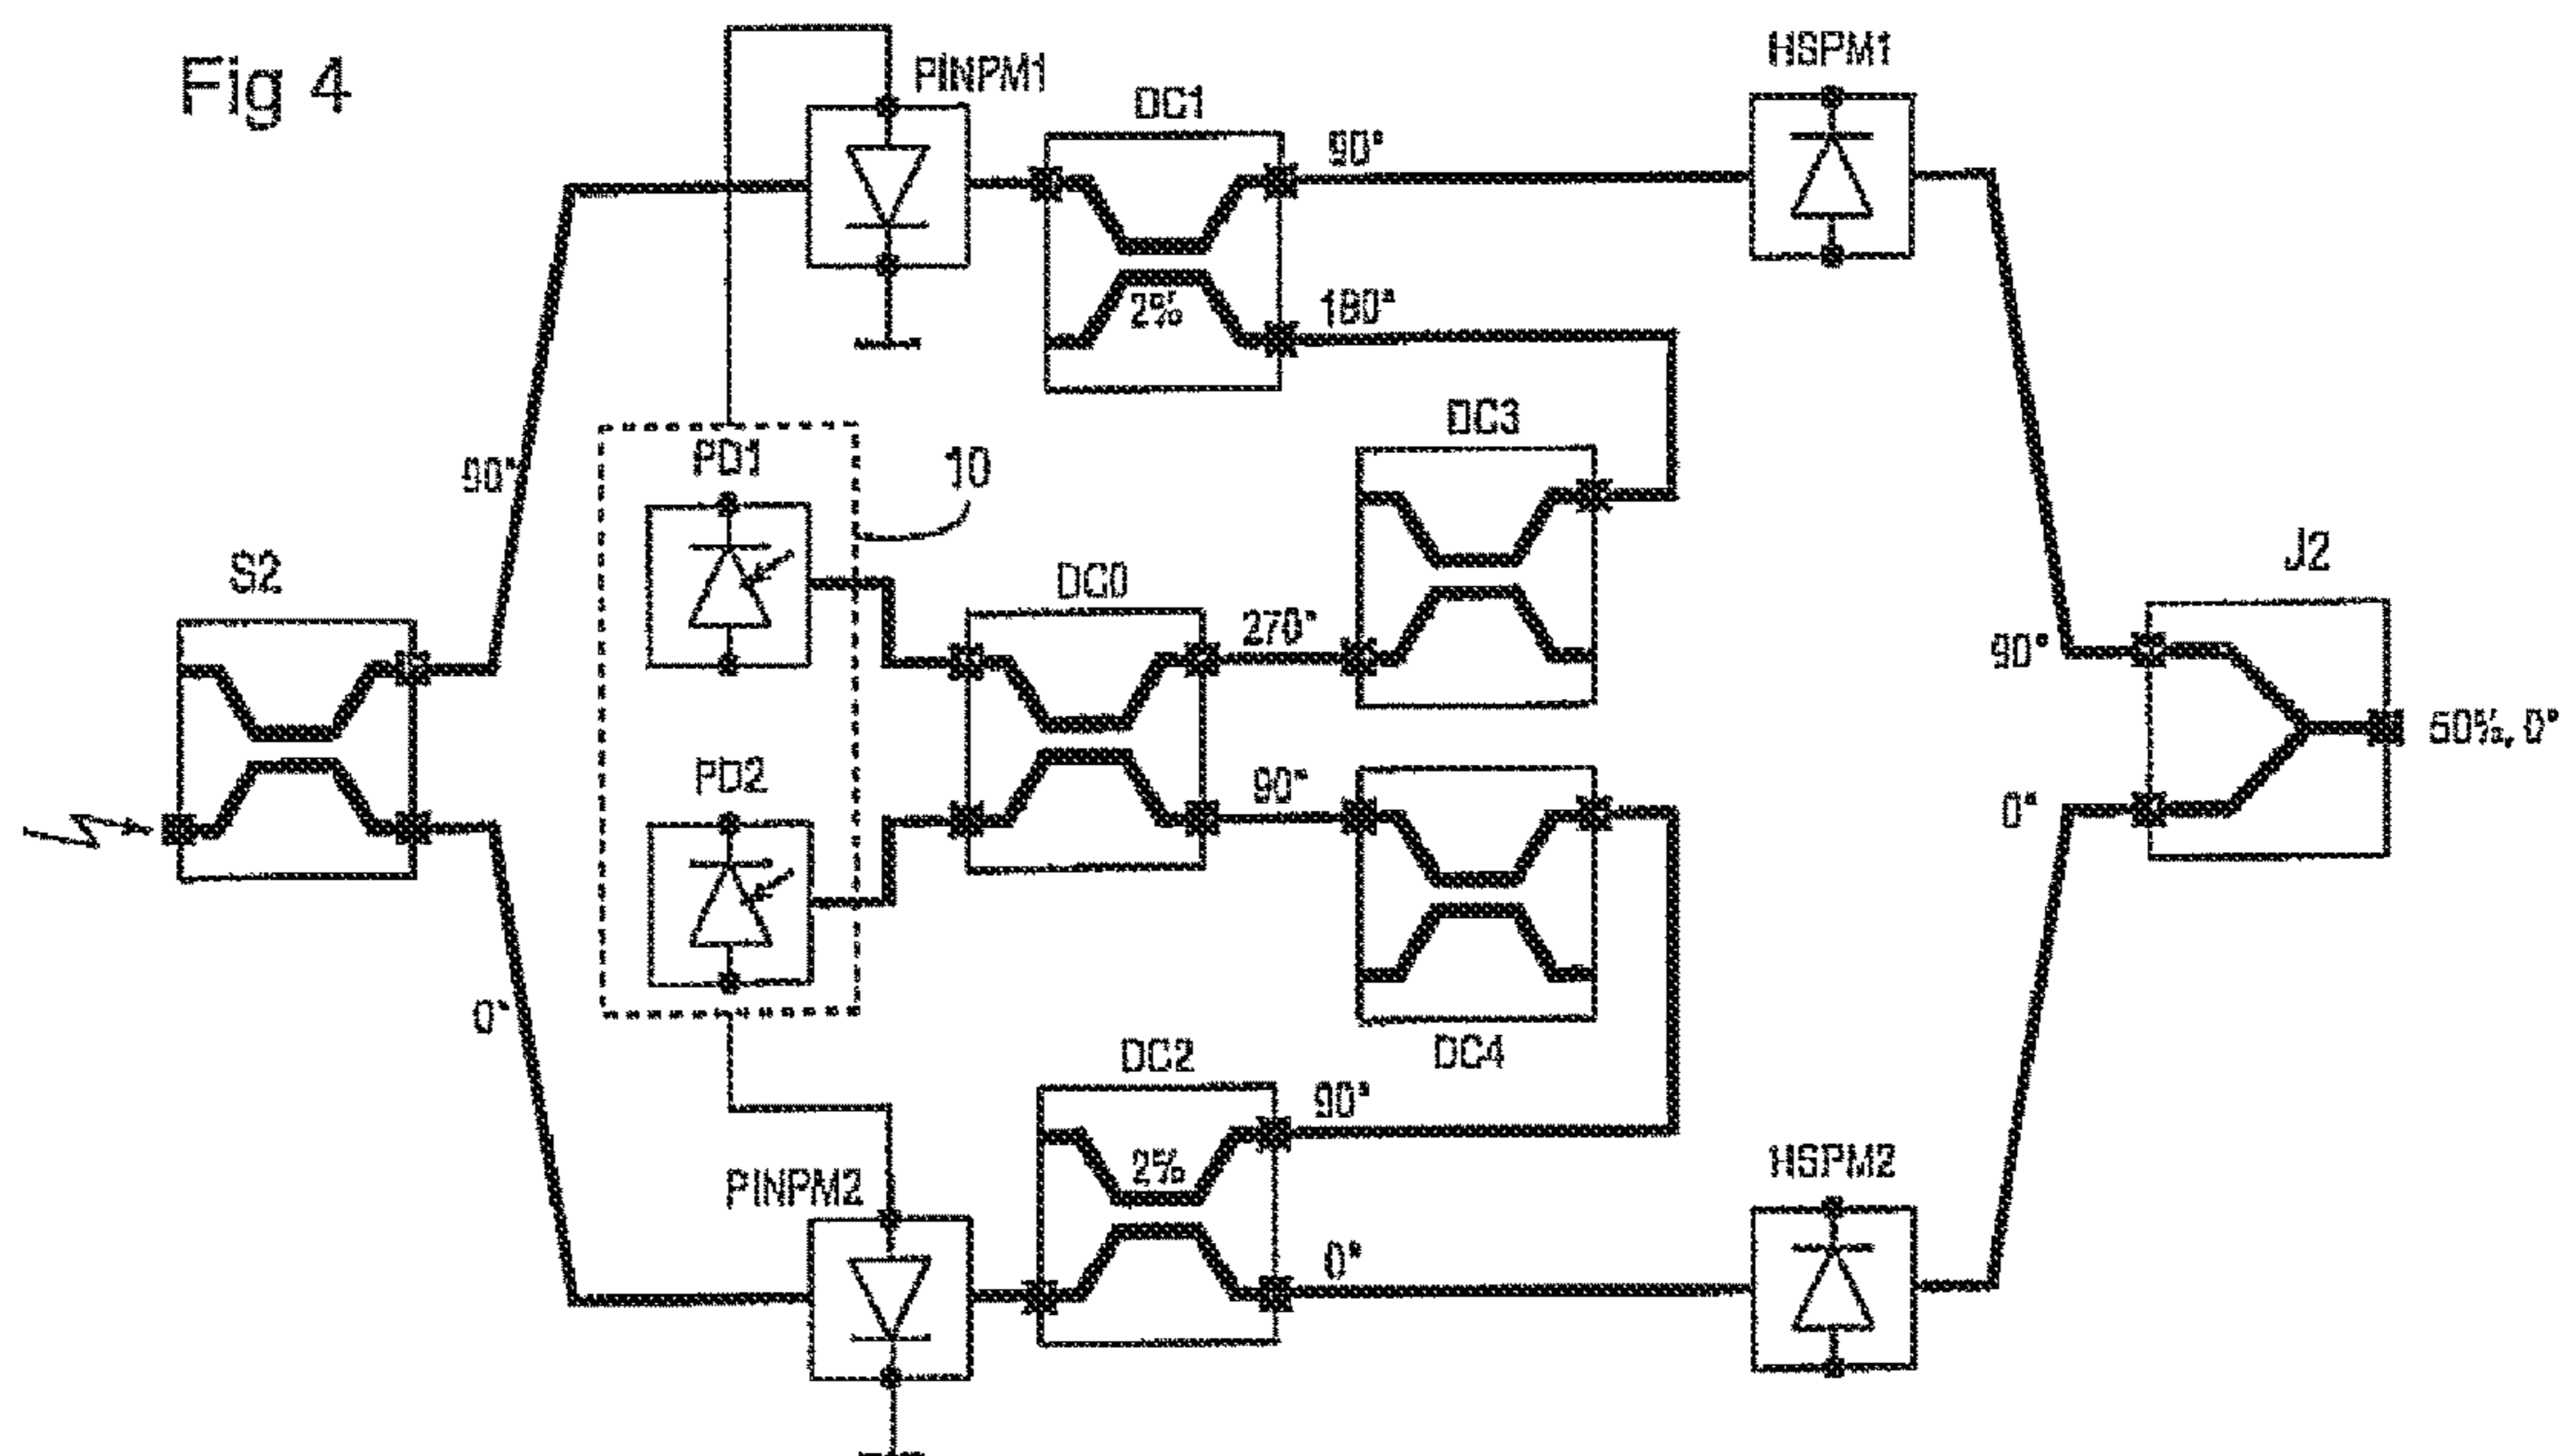 Fig 4
PINPM1
DC1
HSPM1
90°
2%
180°
90°
PD1
10
DC3
S2
DC0
270°
J2
90°
PD2
90°
50%, 0°
0°
0°
DC2
DC4
90°
2%
PINPM2
HSPM2
0°